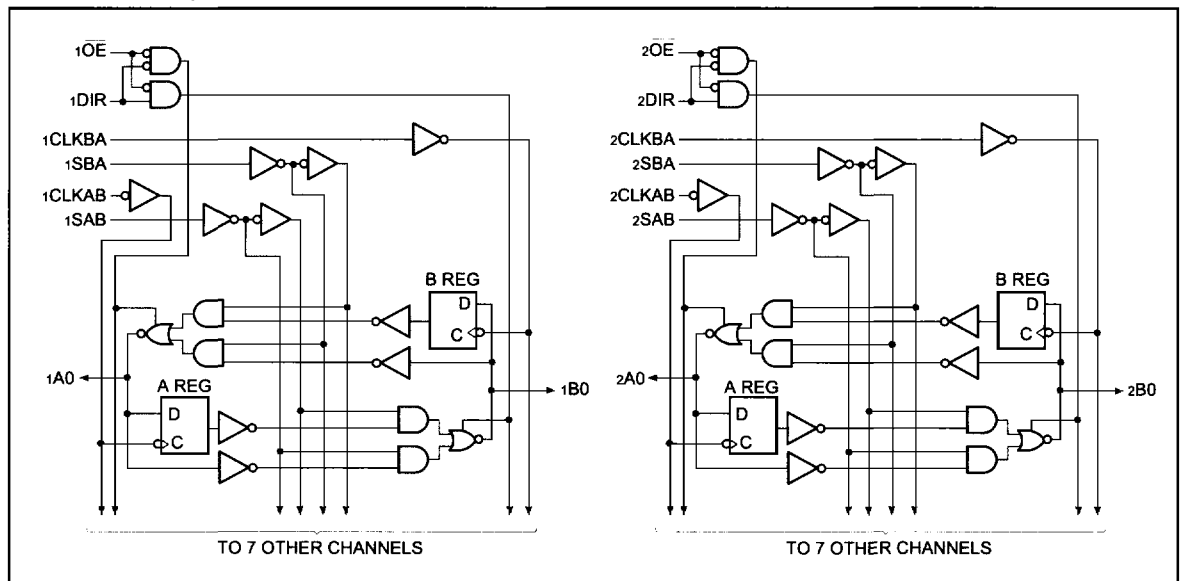 1OE
1DIR
1CLKBA
1SBA
1CLKAB
1SAB
B REG
D
C
1A0
1B0
A REG
D
C
TO 7 OTHER CHANNELS
2OE
2DIR
2CLKBA
2SBA
2CLKAB
2SAB
B REG
D
C
2A0
2B0
A REG
D
C
TO 7 OTHER CHANNELS